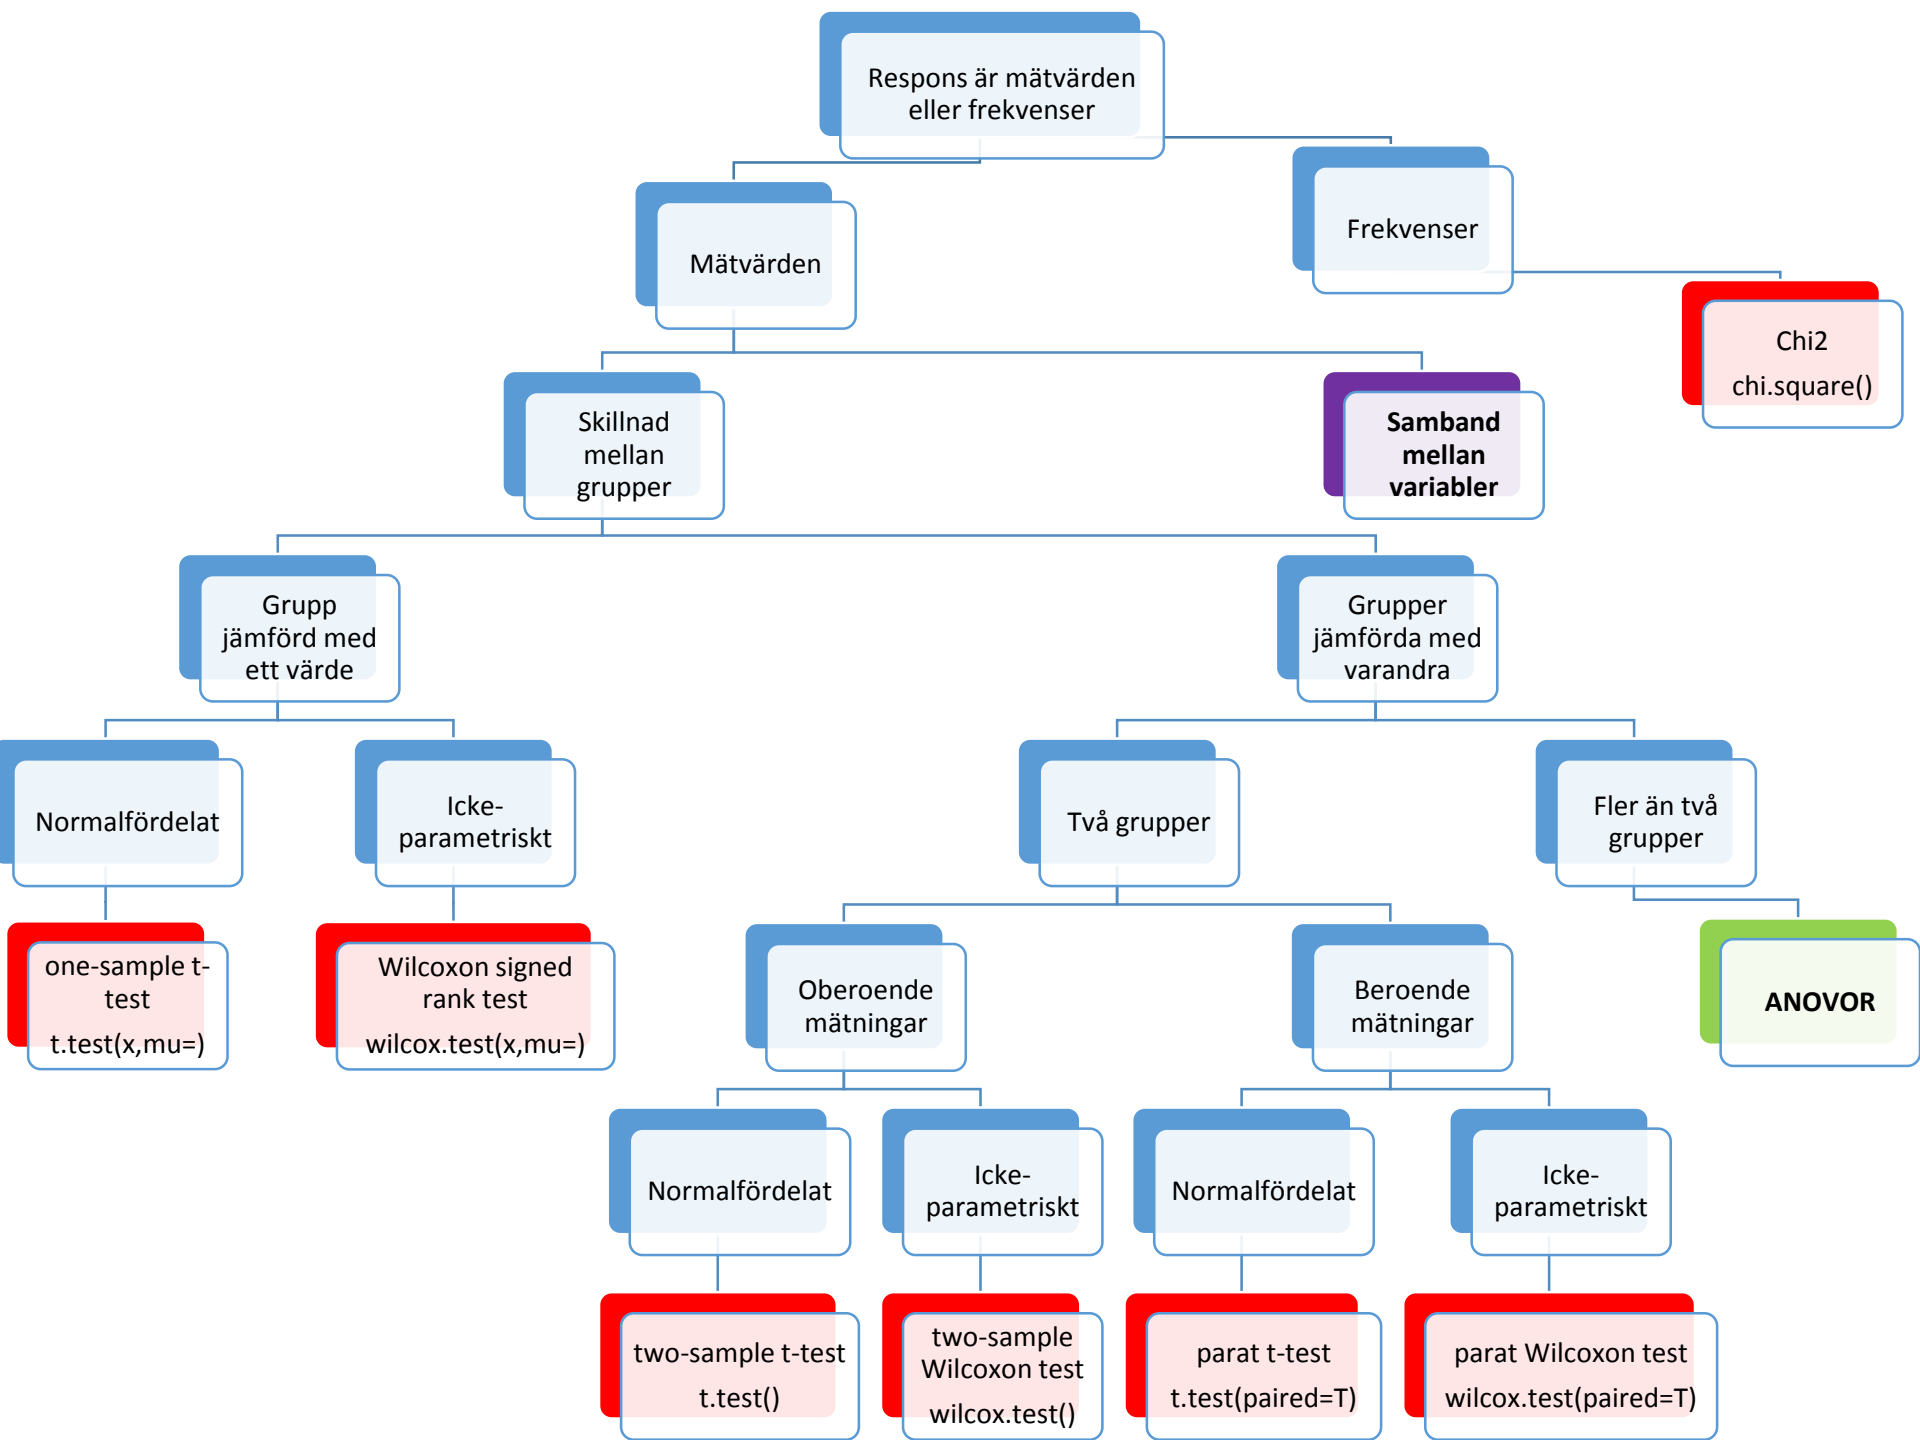 Respons är mätvärden
eller frekvenser
Mätvärden
Frekvenser
Chi2
chi.square()
Skillnad
mellan
grupper
Samband
mellan
variabler
Grupp
jämförd med
ett värde
Grupper
jämförda med
varandra
Normalfördelat
Icke-
parametriskt
Två grupper
Fler än två
grupper
one-sample t-
test
t.test(x,mu=)
Wilcoxon signed
rank test
wilcox.test(x,mu=)
Oberoende
mätningar
Beroende
mätningar
ANOVOR
Normalfördelat
Icke-
parametriskt
Normalfördelat
Icke-
parametriskt
two-sample t-test
t.test()
two-sample
Wilcoxon test
wilcox.test()
parat t-test
t.test(paired=T)
parat Wilcoxon test
wilcox.test(paired=T)